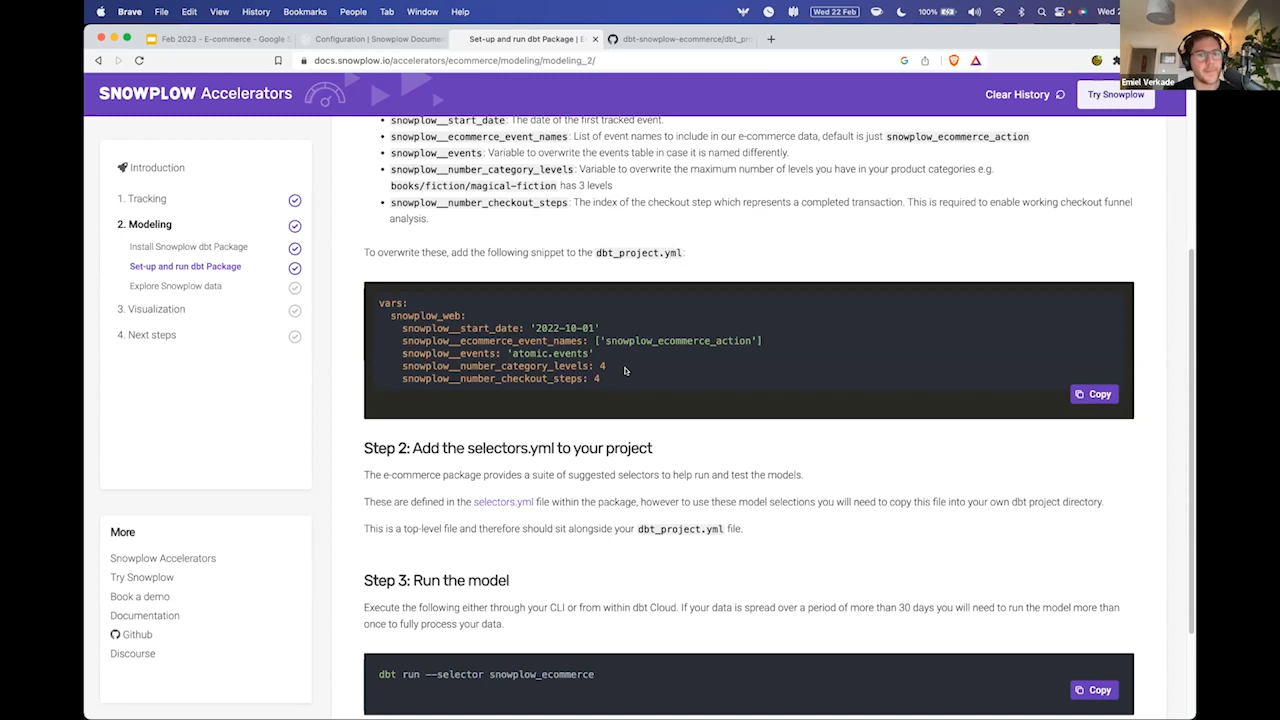 Brave File Edit View History Bookmarks People Tab Window Help Wed 22 Feb 100% Wed 2
Feb 2023 - E-commerce - Google S
Configuration | Snowplow Docume
Set-up and run dbt Package | E
dbt-snowplow-ecommerce/dbt_pro
docs.snowplow.io/accelerators/ecommerce/modeling/modeling_2/
Emiel Verkade
SNOWPLOW Accelerators
Clear History
Try Snowplow
Introduction
1. Tracking
2. Modeling
Install Snowplow dbt Package
Set-up and run dbt Package
Explore Snowplow data
3. Visualization
4. Next steps
More
Snowplow Accelerators
Try Snowplow
Book a demo
Documentation
Github
Discourse
snowplow__start_date: The date of the first tracked event.
snowplow__ecommerce_event_names: List of event names to include in our e-commerce data, default is just snowplow_ecommerce_action
snowplow__events: Variable to overwrite the events table in case it is named differently.
snowplow__number_category_levels: Variable to overwrite the maximum number of levels you have in your product categories e.g.
books/fiction/magical-fiction has 3 levels
snowplow__number_checkout_steps: The index of the checkout step which represents a completed transaction. This is required to enable working checkout funnel
analysis.
To overwrite these, add the following snippet to the dbt_project.yml:
vars:
snowplow_web:
snowplow__start_date: '2022-10-01'
snowplow__ecommerce_event_names: ['snowplow_ecommerce_action']
snowplow__events: 'atomic.events'
snowplow__number_category_levels: 4
snowplow__number_checkout_steps: 4
Copy
Step 2: Add the selectors.yml to your project
The e-commerce package provides a suite of suggested selectors to help run and test the models.
These are defined in the selectors.yml file within the package, however to use these model selections you will need to copy this file into your own dbt project directory.
This is a top-level file and therefore should sit alongside your dbt_project.yml file.
Step 3: Run the model
Execute the following either through your CLI or from within dbt Cloud. If your data is spread over a period of more than 30 days you will need to run the model more than
once to fully process your data.
dbt run --selector snowplow_ecommerce
Copy